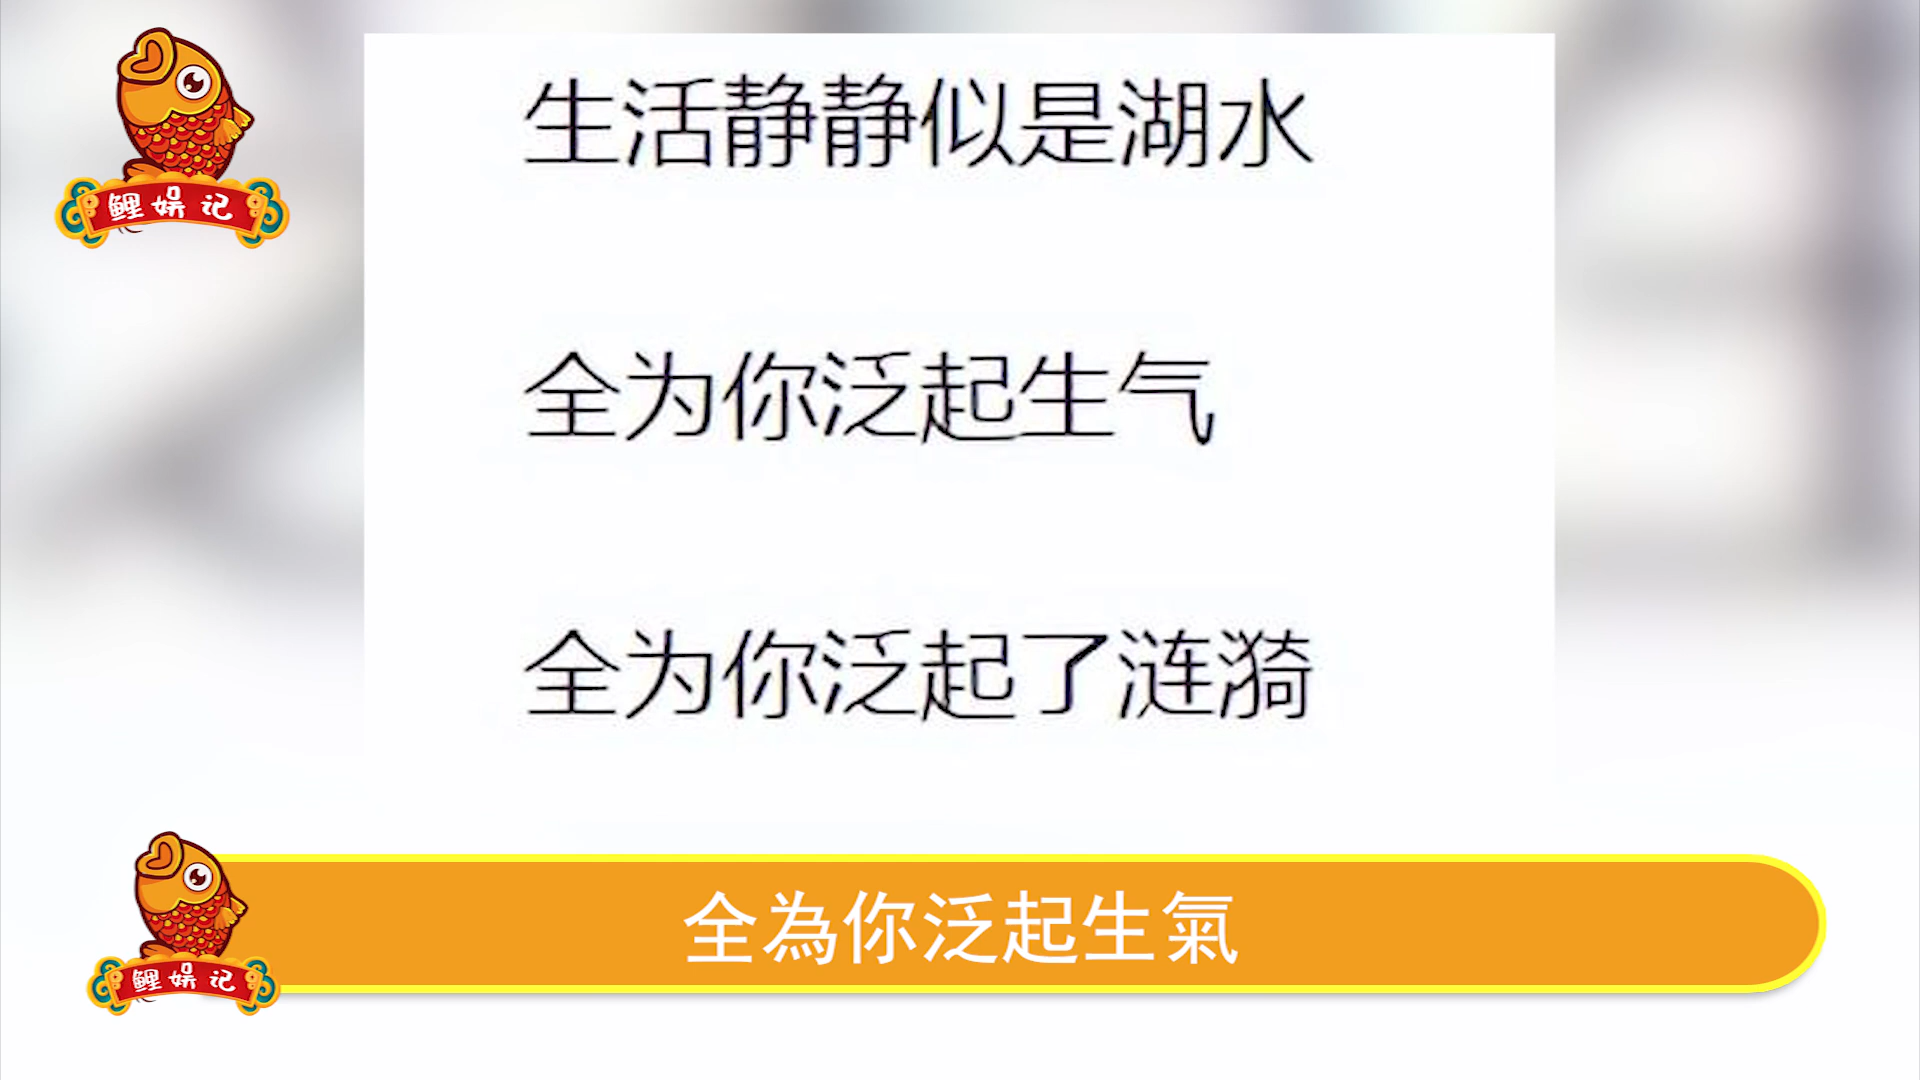 鲤娱记
生活静静似是湖水
全为你泛起生气
全为你泛起了涟漪
全為你泛起生氣
鲤娱记